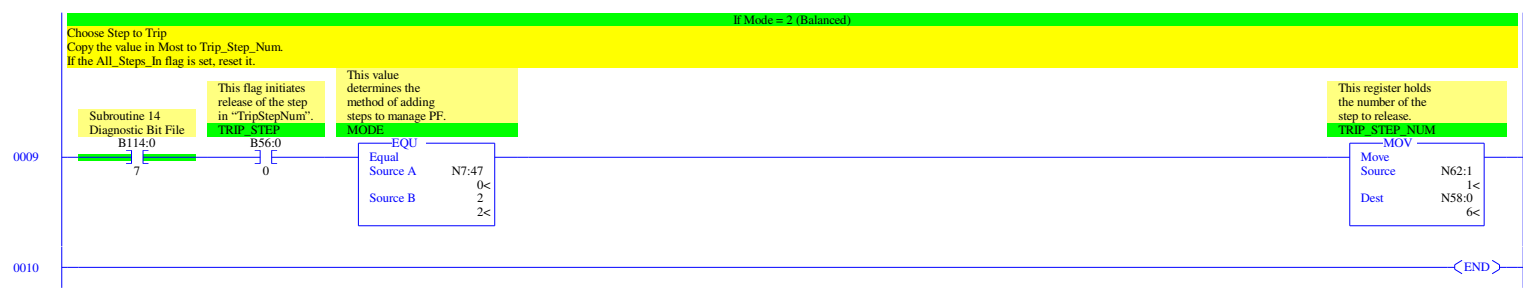 If Mode = 2 (Balanced)
Choose Step to Trip
Copy the value in Most to Trip_Step_Num.
If the All_Steps_In flag is set, reset it.
Subroutine 14
Diagnostic Bit File
B114:0
7
This flag initiates
release of the step
in “TripStepNum”.
TRIP_STEP
B56:0
0
This value
determines the
method of adding
steps to manage PF.
MODE
EQU
Equal
Source A N7:47
0<
Source B 2
2<
This register holds
the number of the
step to release.
TRIP_STEP_NUM
MOV
Move
Source N62:1
1<
Dest N58:0
6<
0009
0010
END